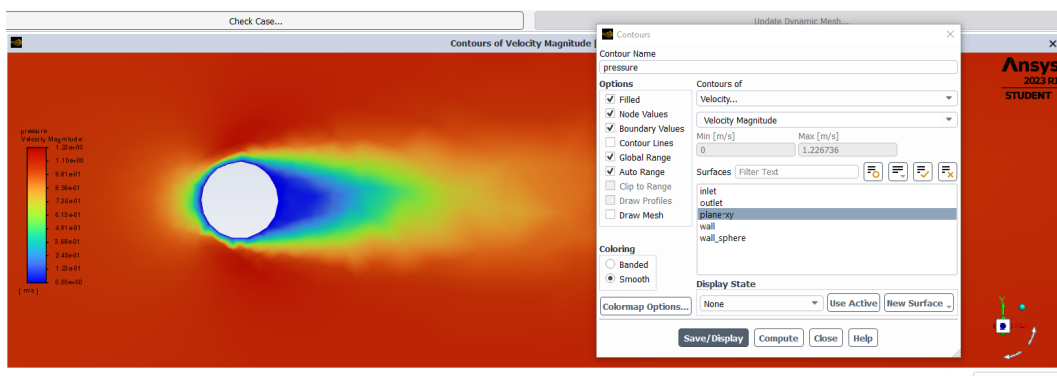 Check Case...
Update Dynamic Mesh...
Contours of Velocity Magnitude [
Ansys
2023 R1
STUDENT
pressure
Velocity Magnitude
1.23e+00
1.10e+00
9.81e-01
8.59e-01
7.36e-01
6.13e-01
4.91e-01
3.68e-01
2.45e-01
1.23e-01
0.00e+00
[ m/s ]
Contours
Contour Name
pressure
Options
Filled
Node Values
Boundary Values
Contour Lines
Global Range
Auto Range
Clip to Range
Draw Profiles
Draw Mesh
Coloring
Banded
Smooth
Colormap Options...
Contours of
Velocity...
Velocity Magnitude
Min [m/s]
Max [m/s]
0
1.226736
Surfaces
Filter Text
inlet
outlet
plane-xy
wall
wall_sphere
Display State
None
Use Active
New Surface
Save/Display
Compute
Close
Help
Y